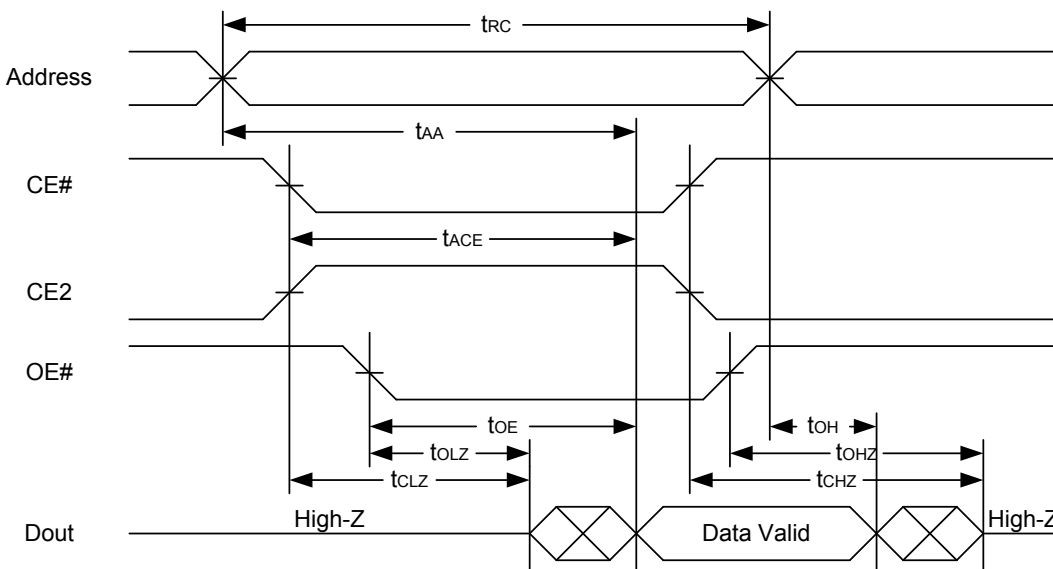 tRC
Address
tAA
CE#
tACE
CE2
OE#
tOE
tOH
tOLZ
tOHZ
tCLZ
tCHZ
High-Z
Data Valid
High-Z
Dout